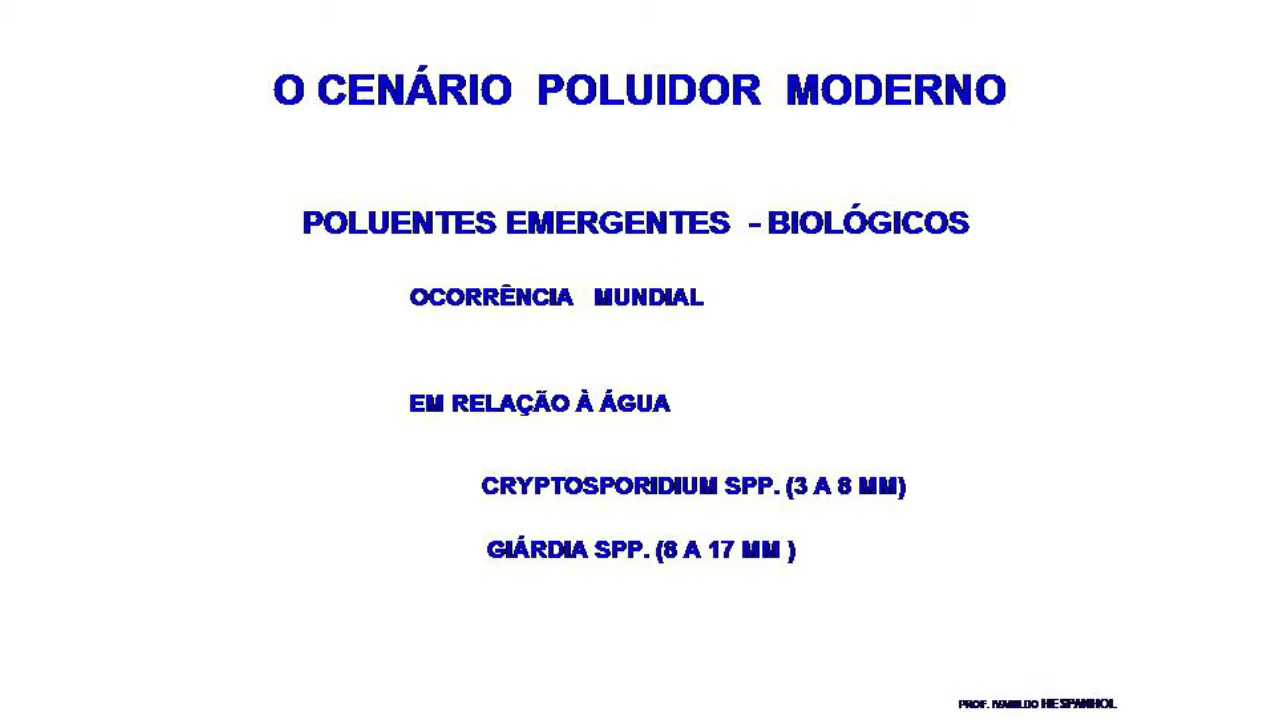 O CENÁRIO POLUIDOR MODERNO
POLUENTES EMERGENTES - BIOLÓGICOS
OCORRÊNCIA MUNDIAL
EM RELAÇÃO À ÁGUA
CRYPTOSPORIDIUM SPP. (3 A 8 MM)
GIÁRDIA SPP. (8 A 17 MM )
PROF. IVANILDO HESPANHOL